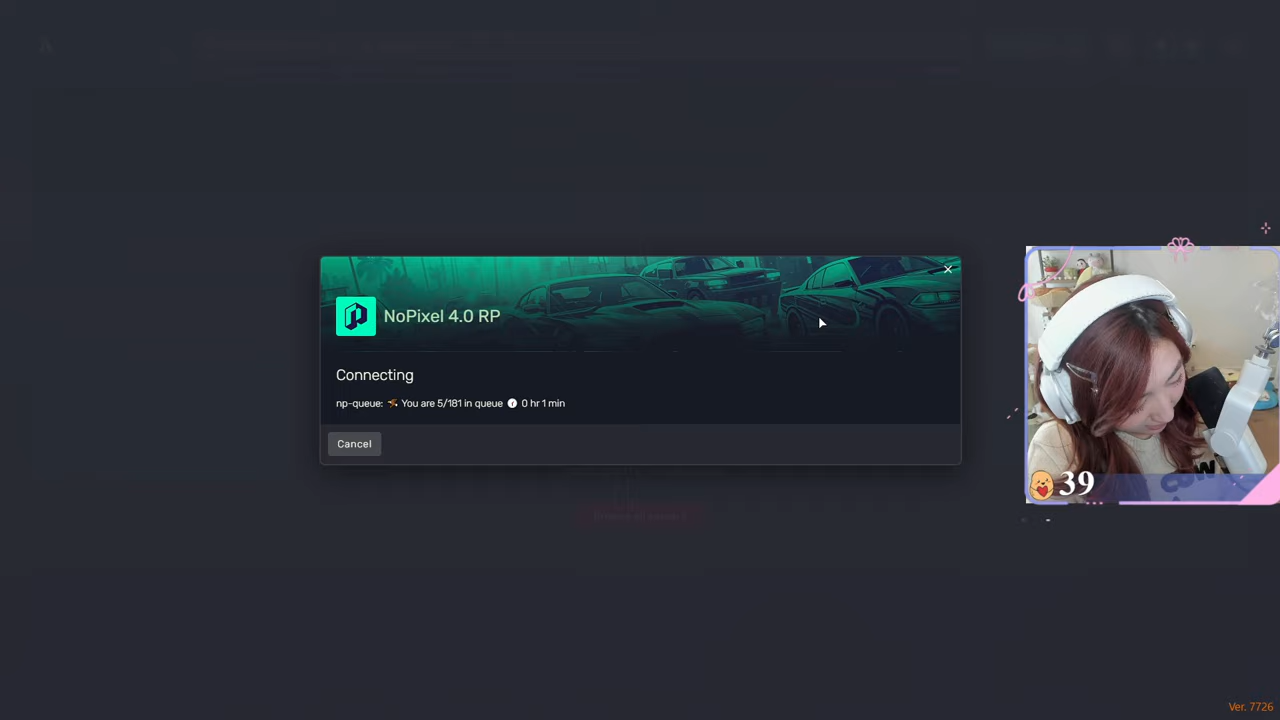 NoPixel 4.0 RP
Connecting
np-queue: You are 5/181 in queue 0 hr 1 min
Cancel
39
Ver. 7726